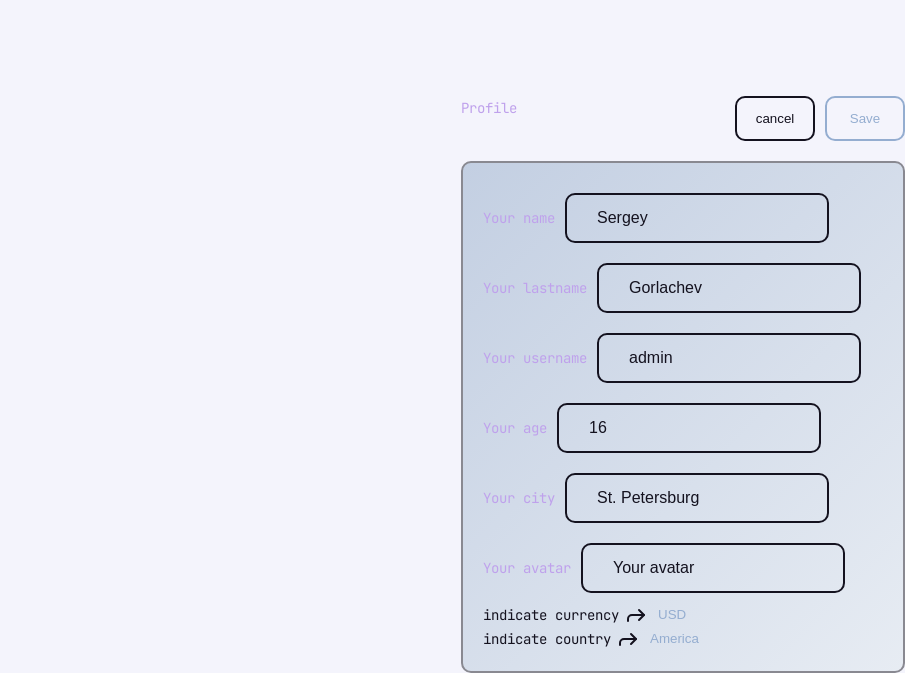 Profile
cancel
Save
Your name Sergey
Your lastname Gorlachev
Your username admin
Your age 16
Your city St. Petersburg
Your avatar Your avatar
indicate currency USD
indicate country America